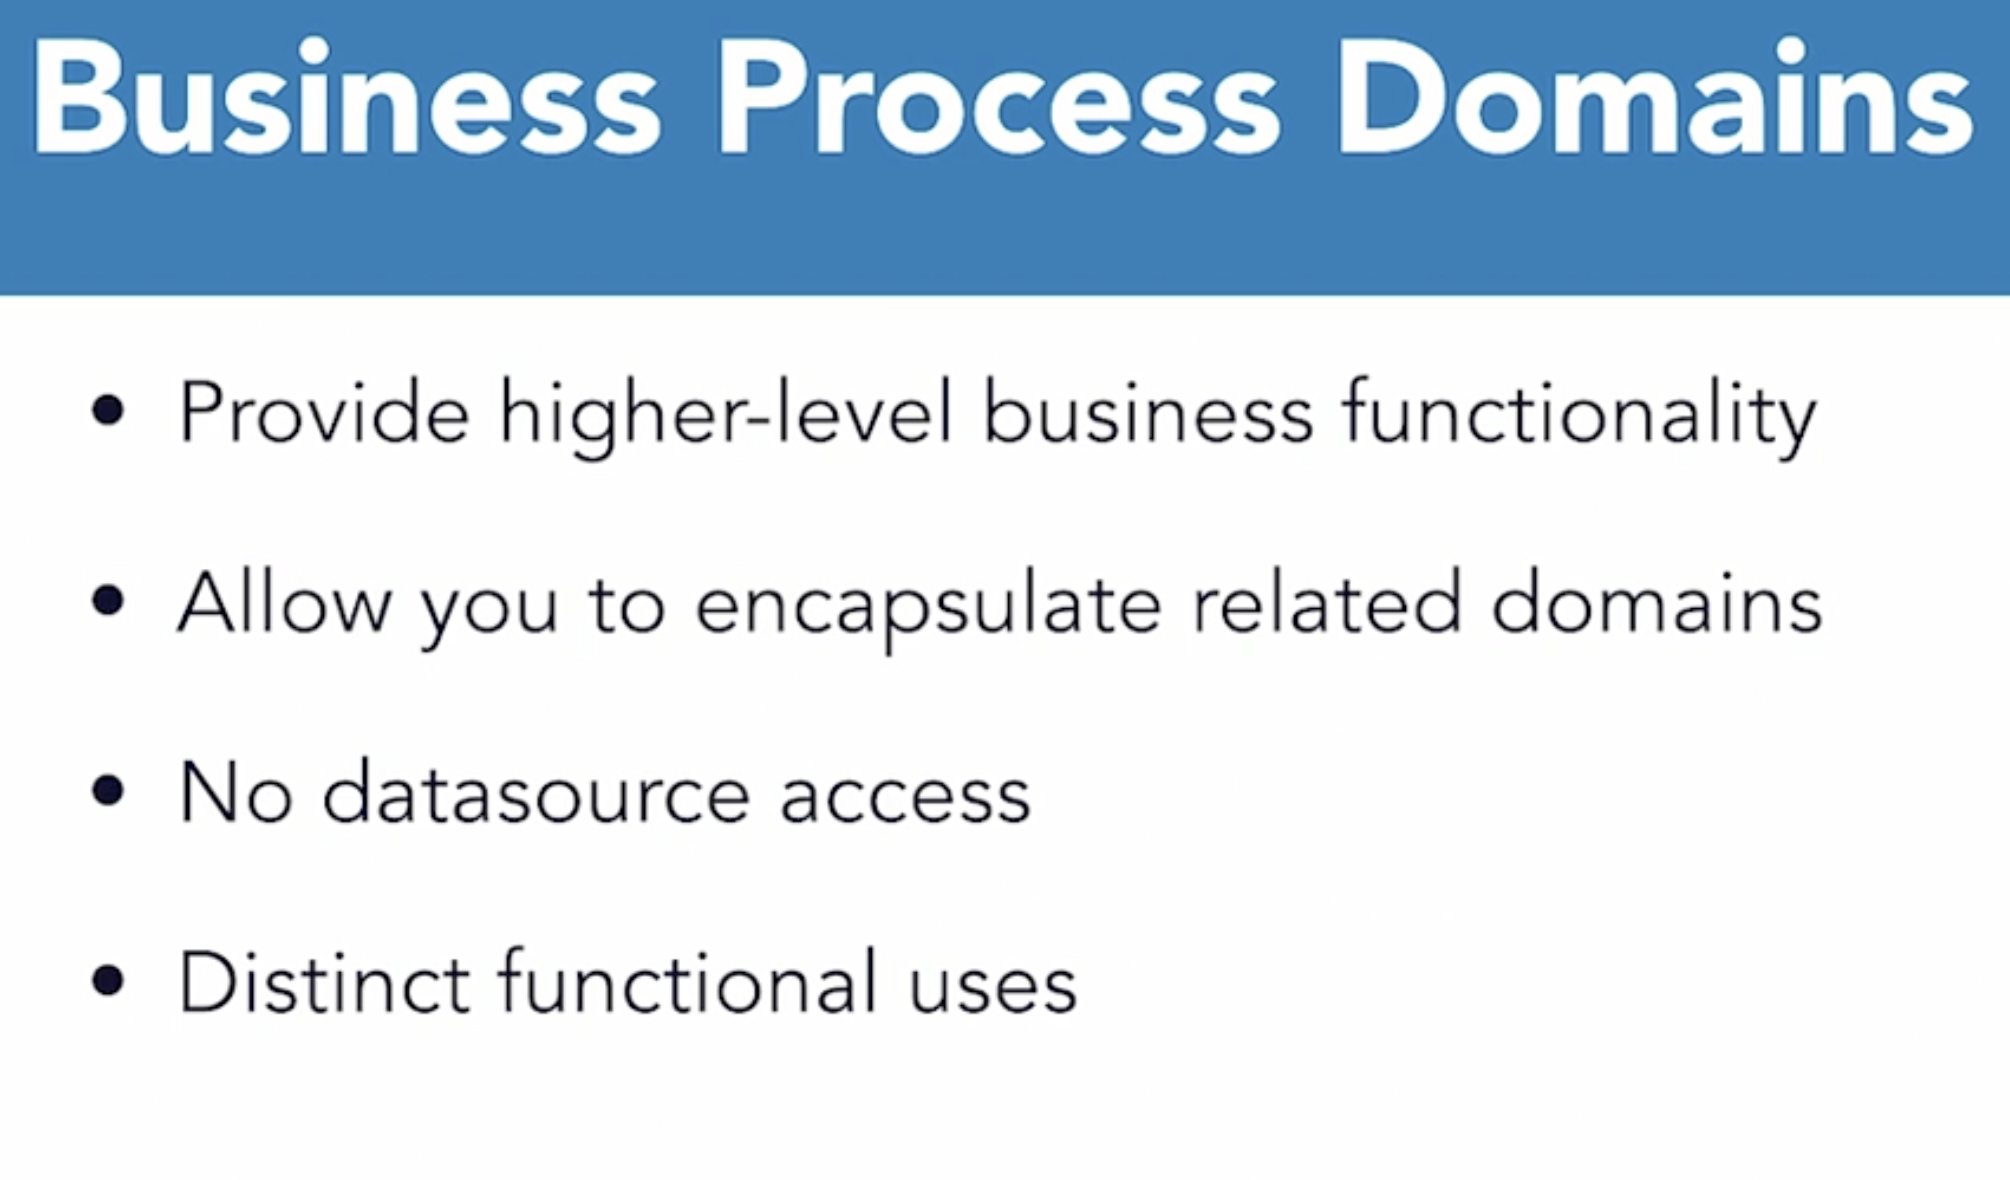 Business Process Domains
• Provide higher-level business functionality
• Allow you to encapsulate related domains
• No datasource access
• Distinct functional uses